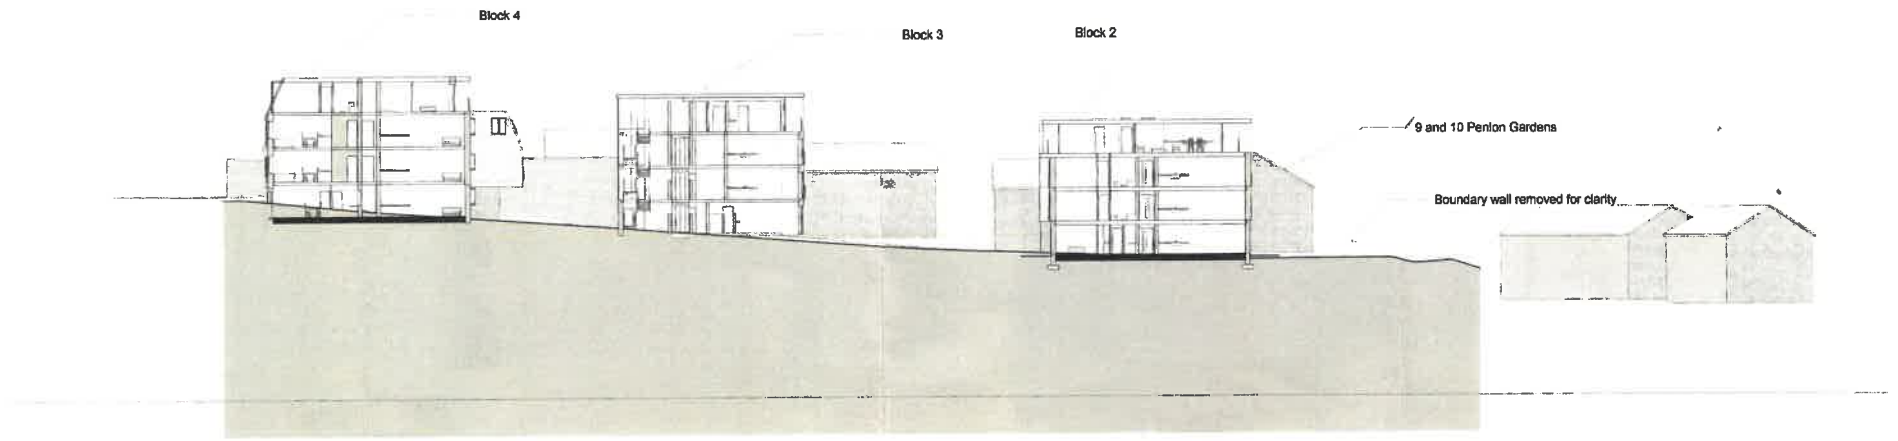 Block 4
Block 3
Block 2
9 and 10 Penlon Gardens
Boundary wall removed for clarity